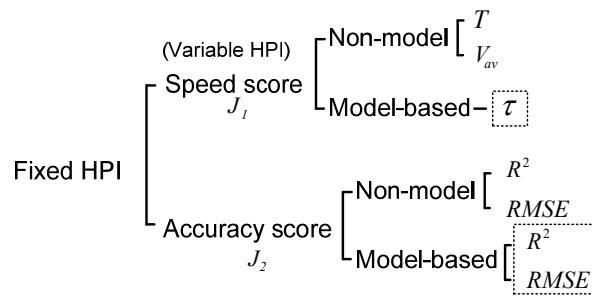 (Variable HPI)
Speed score
J₁
Non-model
T
V_av
Model-based
τ
Fixed HPI
Accuracy score
J₂
Non-model
R²
RMSE
Model-based
R²
RMSE